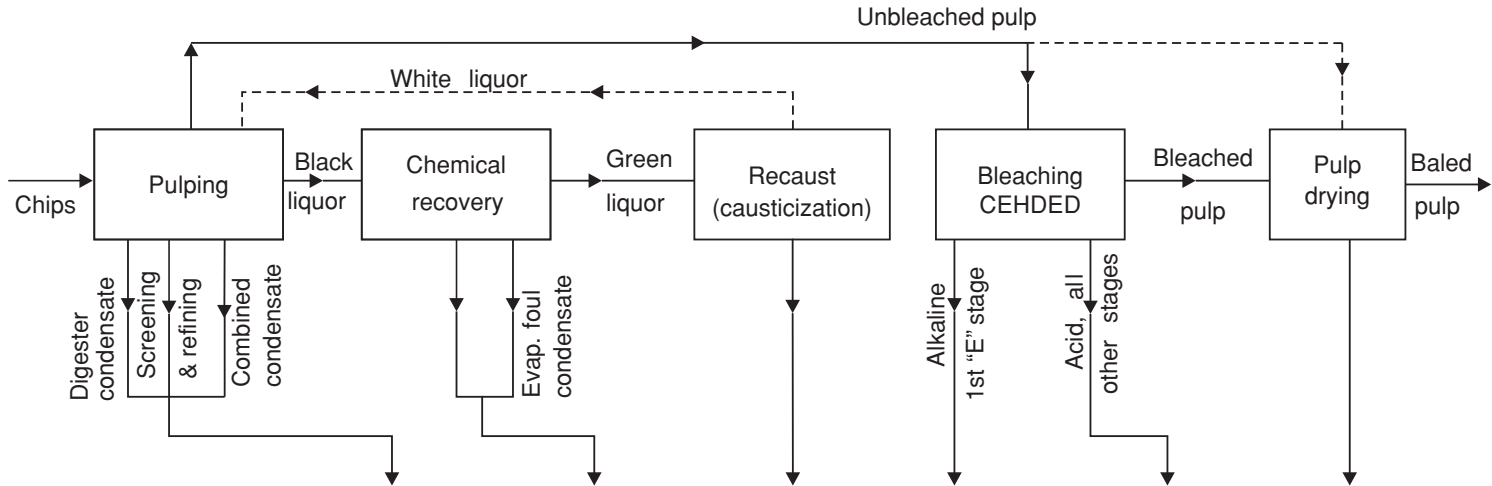 Unbleached pulp
White liquor
Chips
Pulping
Black
liquor
Chemical
recovery
Green
liquor
Recaust
(causticization)
Bleaching
CEHDED
Bleached
pulp
Pulp
drying
Baled
pulp
Digester
condensate
Screening
& refining
Combined
condensate
Evap. foul
condensate
Alkaline
1st “E” stage
Acid, all
other stages